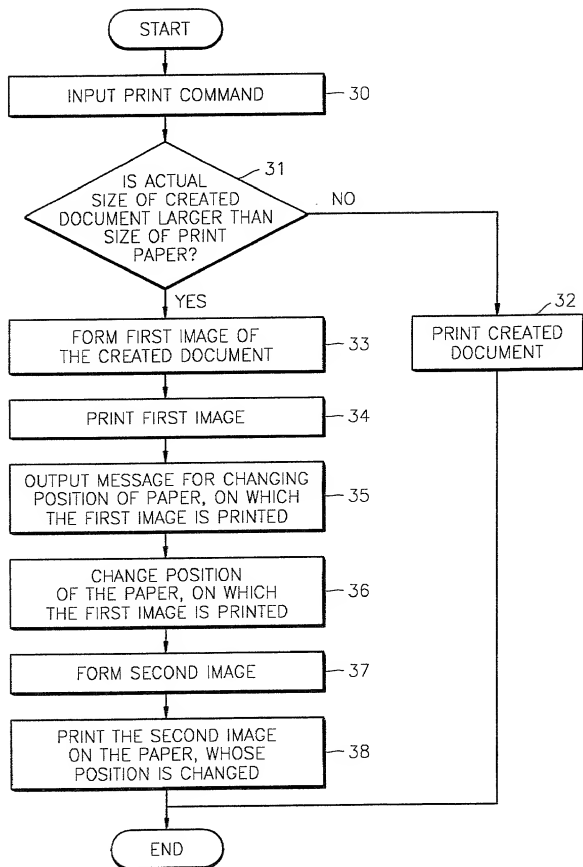 START
INPUT PRINT COMMAND
30
31
IS ACTUAL
SIZE OF CREATED
DOCUMENT LARGER THAN
SIZE OF PRINT
PAPER?
NO
YES
32
PRINT CREATED
DOCUMENT
FORM FIRST IMAGE OF
THE CREATED DOCUMENT
33
PRINT FIRST IMAGE
34
OUTPUT MESSAGE FOR CHANGING
POSITION OF PAPER, ON WHICH
THE FIRST IMAGE IS PRINTED
35
CHANGE POSITION
OF THE PAPER, ON WHICH
THE FIRST IMAGE IS PRINTED
36
FORM SECOND IMAGE
37
PRINT THE SECOND IMAGE
ON THE PAPER, WHOSE
POSITION IS CHANGED
38
END